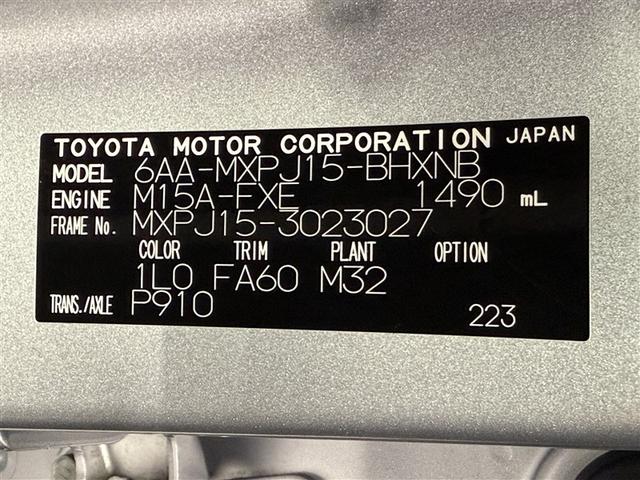 TOYOTA MOTOR CORPORATION JAPAN
MODEL 6AA-MXPJ15-BHXNB
ENGINE M15A-FXE 1490 mL
FRAME No. MXPJ15-3023027
COLOR TRIM PLANT OPTION
1L0 FA60 M32
TRANS./AXLE P910
223